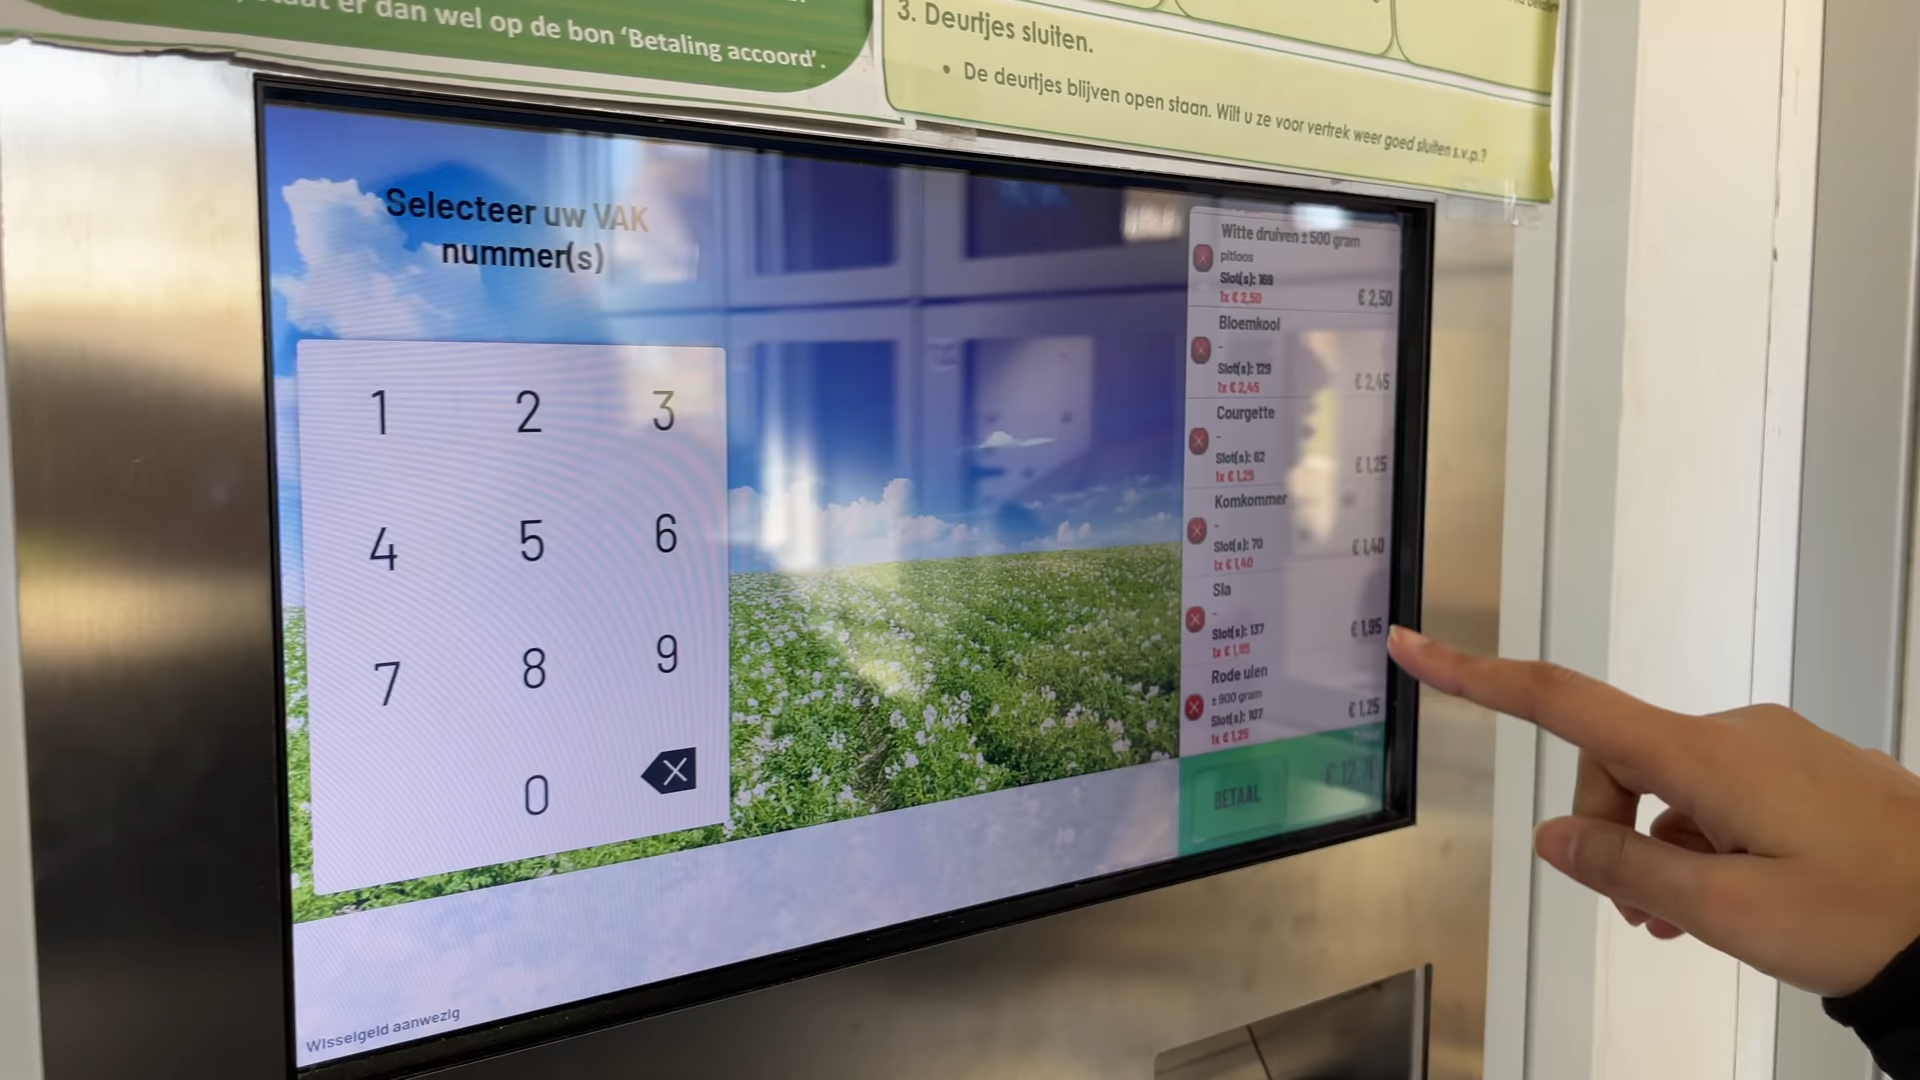 er dan wel op de bon ‘Betaling accoord’.
3. Deurtjes sluiten.
• De deurtjes blijven open staan. Wilt u ze voor vertrek weer goed sluiten s.v.p.?
Selecteer uw VAK
nummer(s)
1 2 3
4 5 6
7 8 9
0
Witte druiven ± 500 gram
pitloos
Slot(s): 169
1x € 2,50 € 2,50
Bloemkool
-
Slot(s): 129
1x € 2,45 € 2,45
Courgette
-
Slot(s): 62
1x € 1,25 € 1,25
Komkommer
-
Slot(s): 70
1x € 1,40 € 1,40
Sla
-
Slot(s): 137
1x € 1,95 € 1,95
Rode uien
± 900 gram
Slot(s): 107
1x € 1,25 € 1,25
BETAAL
Wisselgeld aanwezig